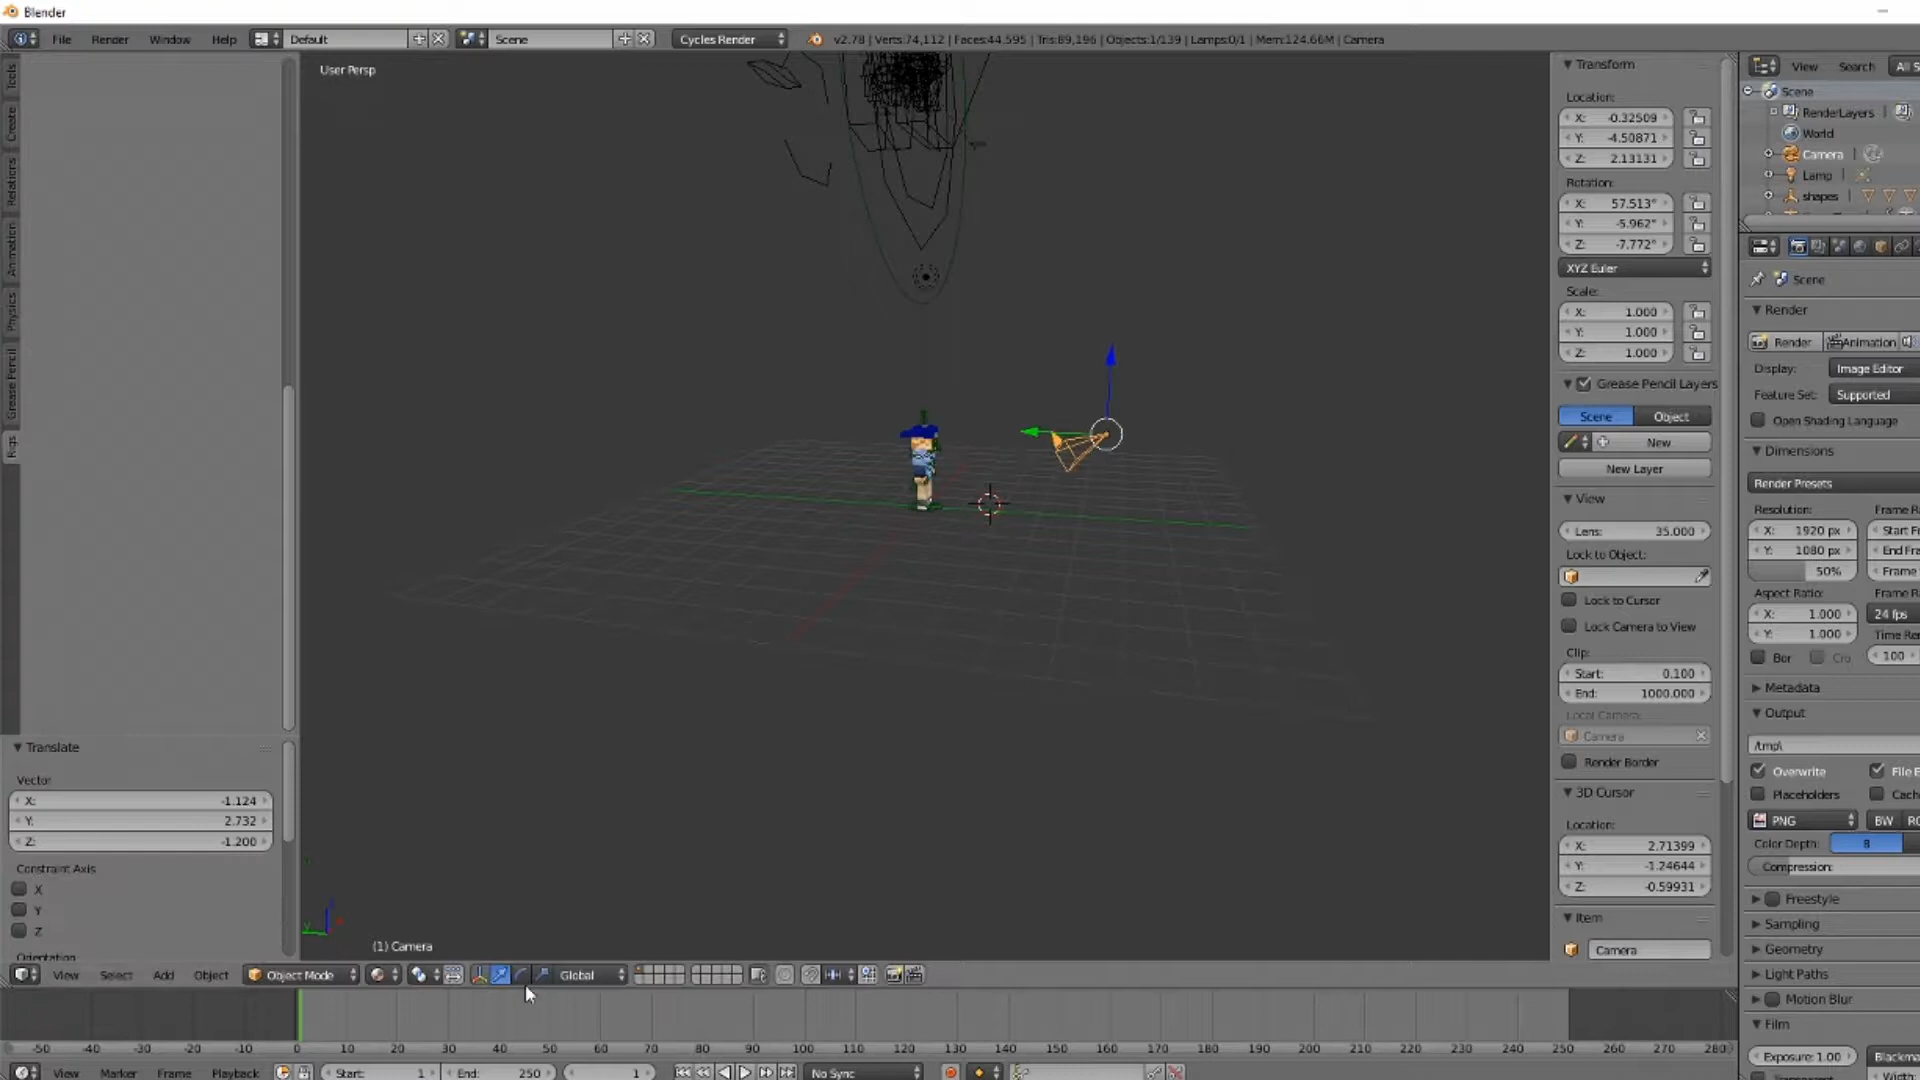 Blender
File Render Window Help Default Scene Cycles Render v2.78 | Verts:74,112 | Faces:44,595 | Tris:89,196 | Objects:1/139 | Lamps:0/1 | Mem:124.66M | Camera
Tools
Create
Relations
Animation
Physics
Grease Pencil
Rigs
Translate
Vector
X: -1.124
Y: 2.732
Z: -1.200
Constraint Axis
X
Y
Z
Orientation
User Persp
(1) Camera
Transform
Location:
X: -0.32509
Y: -4.50871
Z: 2.13131
Rotation:
X: 57.513°
Y: -5.962°
Z: -7.772°
XYZ Euler
Scale:
X: 1.000
Y: 1.000
Z: 1.000
Grease Pencil Layers
Scene Object
New
New Layer
View
Lens: 35.000
Lock to Object:
Lock to Cursor
Lock Camera to View
Clip:
Start: 0.100
End: 1000.000
Local Camera:
Camera
Render Border
3D Cursor
Location:
X: 2.71399
Y: -1.24644
Z: -0.59931
Item
Camera
View Search All S
Scene
RenderLayers |
World
Camera |
Lamp |
shapes |
Scene
Render
Render Animation
Display: Image Editor
Feature Set: Supported
Open Shading Language
Dimensions
Render Presets
Resolution: Frame R
X: 1920 px Start Fr
Y: 1080 px End Fra
50% Frame
Aspect Ratio: Frame R
X: 1.000 24 fps
Y: 1.000 Time Re
Bor Cro 100
Metadata
Output
/tmp\
Overwrite File E
Placeholders Cach
PNG BW RG
Color Depth: 8
Compression:
Freestyle
Sampling
Geometry
Light Paths
Motion Blur
Film
Exposure: 1.00 Blackma
View Select Add Object Object Mode Global
-50 -40 -30 -20 -10 0 10 20 30 40 50 60 70 80 90 100 110 120 130 140 150 160 170 180 190 200 210 220 230 240 250 260 270 280
View Marker Frame Playback Start: 1 End: 250 1 No Sync